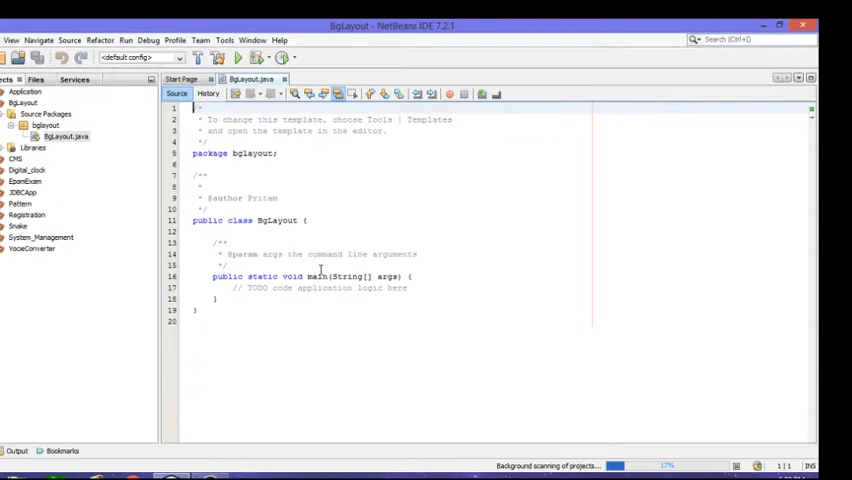 BgLayout - NetBeans IDE 7.2.1
View Navigate Source Refactor Run Debug Profile Team Tools Window Help
Search (Ctrl+I)
<default config>
Files Services
Start Page BgLayout.java
Source History
Application
BgLayout
Source Packages
bglayout
BgLayout.java
Libraries
CMS
Digital_clock
EpamExam
JDBCApp
Pattern
Registration
Snake
System_Management
VocieConverter
1 /*
2 * To change this template, choose Tools | Templates
3 * and open the template in the editor.
4 */
5 package bglayout;
6
7 /**
8 *
9 * @author Pritam
10 */
11 public class BgLayout {
12
13 /**
14 * @param args the command line arguments
15 */
16 public static void main(String[] args) {
17 // TODO code application logic here
18 }
19 }
20
Output Bookmarks
Background scanning of projects... 17% 1 | 1